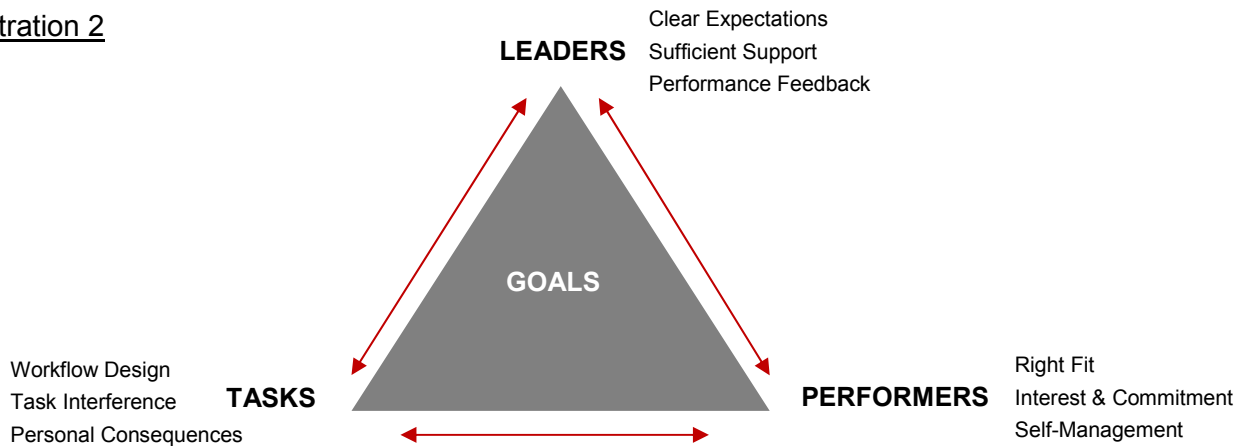 tration 2
Clear Expectations
LEADERS Sufficient Support
Performance Feedback
GOALS
Workflow Design
Task Interference TASKS
Personal Consequences
Right Fit
PERFORMERS Interest & Commitment
Self-Management